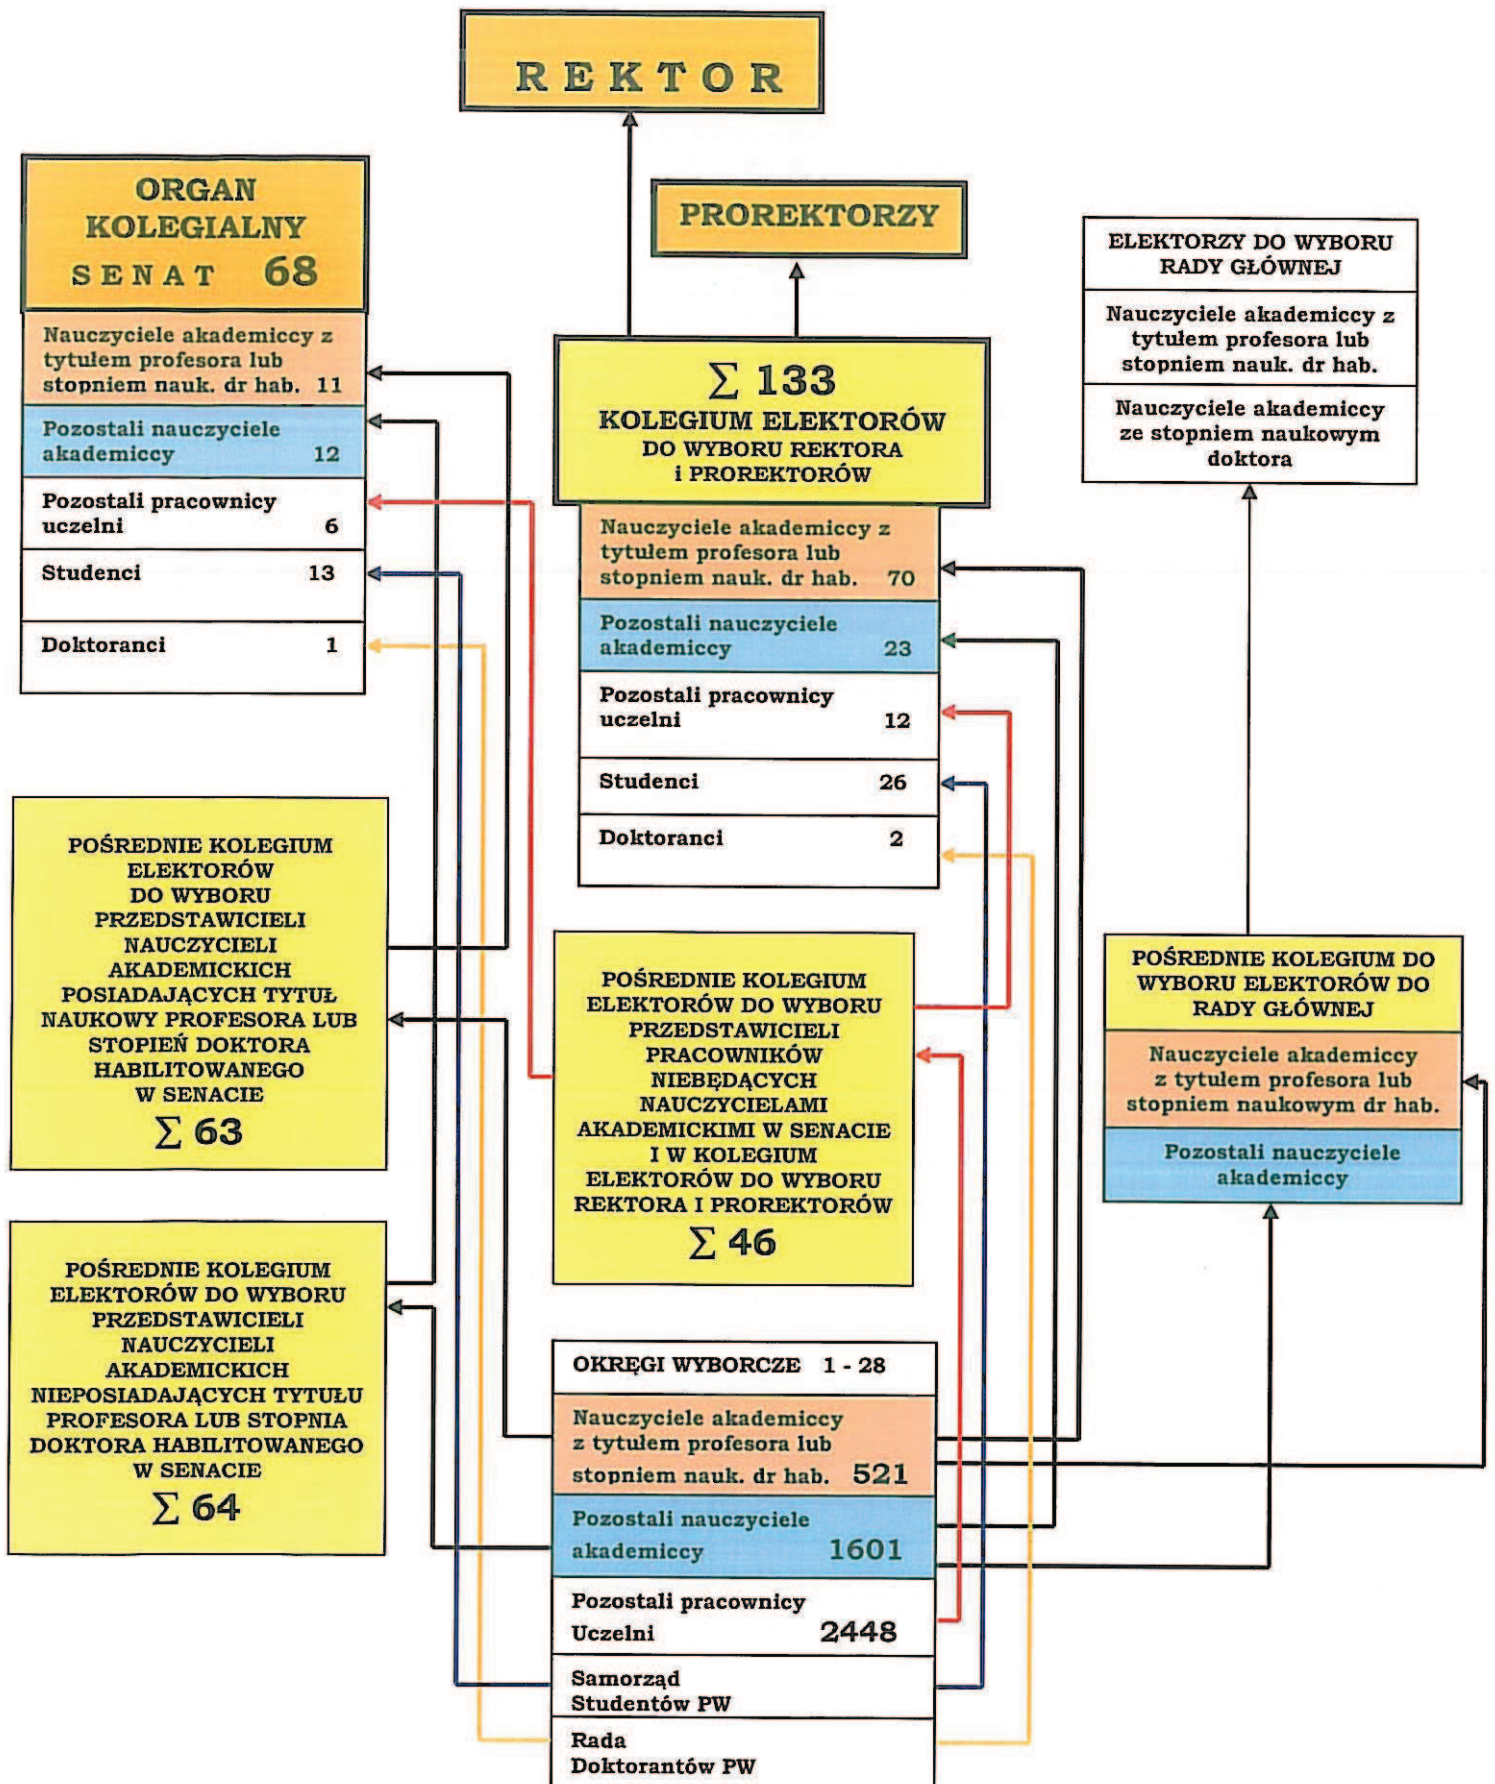 REKTOR
ORGAN
KOLEGIALNY
SENAT 68
Nauczyciele akademiccy z
tytułem profesora lub
stopniem nauk. dr hab. 11
Pozostali nauczyciele
akademiccy 12
Pozostali pracownicy
uczelni 6
Studenci 13
Doktoranci 1
PROREKTORZY
∑ 133
KOLEGIUM ELEKTORÓW
DO WYBORU REKTORA
i PROREKTORÓW
Nauczyciele akademiccy z
tytułem profesora lub
stopniem nauk. dr hab. 70
Pozostali nauczyciele
akademiccy 23
Pozostali pracownicy
uczelni 12
Studenci 26
Doktoranci 2
ELEKTORZY DO WYBORU
RADY GŁÓWNEJ
Nauczyciele akademiccy z
tytułem profesora lub
stopniem nauk. dr hab.
Nauczyciele akademiccy
ze stopniem naukowym
doktora
POŚREDNIE KOLEGIUM
ELEKTORÓW
DO WYBORU
PRZEDSTAWICIELI
NAUCZYCIELI
AKADEMICKICH
POSIADAJĄCYCH TYTUŁ
NAUKOWY PROFESORA LUB
STOPIEŃ DOKTORA
HABILITOWANEGO
W SENACIE
∑ 63
POŚREDNIE KOLEGIUM
ELEKTORÓW DO WYBORU
PRZEDSTAWICIELI
PRACOWNIKÓW
NIEBĘDĄCYCH
NAUCZYCIELAMI
AKADEMICKIMI W SENACIE
I W KOLEGIUM
ELEKTORÓW DO WYBORU
REKTORA I PROREKTORÓW
∑ 46
POŚREDNIE KOLEGIUM DO
WYBORU ELEKTORÓW DO
RADY GŁÓWNEJ
Nauczyciele akademiccy
z tytułem profesora lub
stopniem naukowym dr hab.
Pozostali nauczyciele
akademiccy
POŚREDNIE KOLEGIUM
ELEKTORÓW DO WYBORU
PRZEDSTAWICIELI
NAUCZYCIELI
AKADEMICKICH
NIEPOSIADAJĄCYCH TYTUŁU
PROFESORA LUB STOPNIA
DOKTORA HABILITOWANEGO
W SENACIE
∑ 64
OKRĘGI WYBORCZE 1 - 28
Nauczyciele akademiccy
z tytułem profesora lub
stopniem nauk. dr hab. 521
Pozostali nauczyciele
akademiccy 1601
Pozostali pracownicy
Uczelni 2448
Samorząd
Studentów PW
Rada
Doktorantów PW